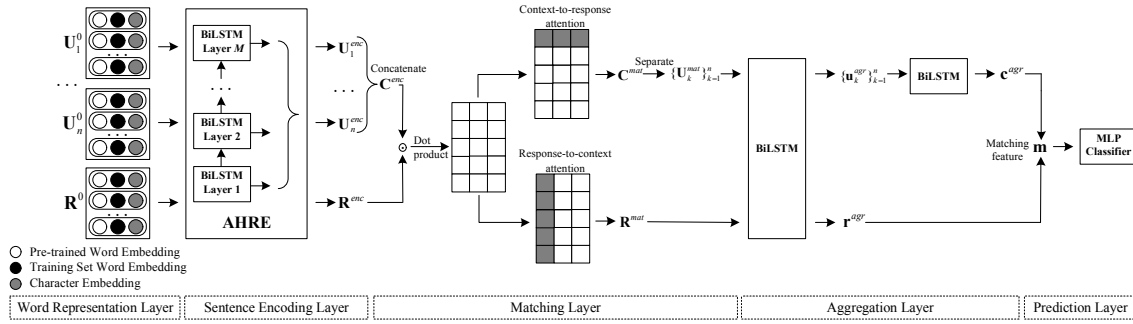 U_1^0
. . .
. . .
U_n^0
. . .
R^0
. . .
BiLSTM
Layer M
. . .
BiLSTM
Layer 2
BiLSTM
Layer 1
AHRE
U_1^{enc}
. . .
U_n^{enc}
R^{enc}
Concatenate
C^{enc}
⊙
Dot
product
Context-to-response
attention
Response-to-context
attention
C^{mat}
Separate
{U_k^{mat}}_{k=1}^n
R^{mat}
BiLSTM
{u_k^{agr}}_{k=1}^n
BiLSTM
c^{agr}
r^{agr}
Matching
feature
m
MLP
Classifier
Pre-trained Word Embedding
Training Set Word Embedding
Character Embedding
Word Representation Layer
Sentence Encoding Layer
Matching Layer
Aggregation Layer
Prediction Layer